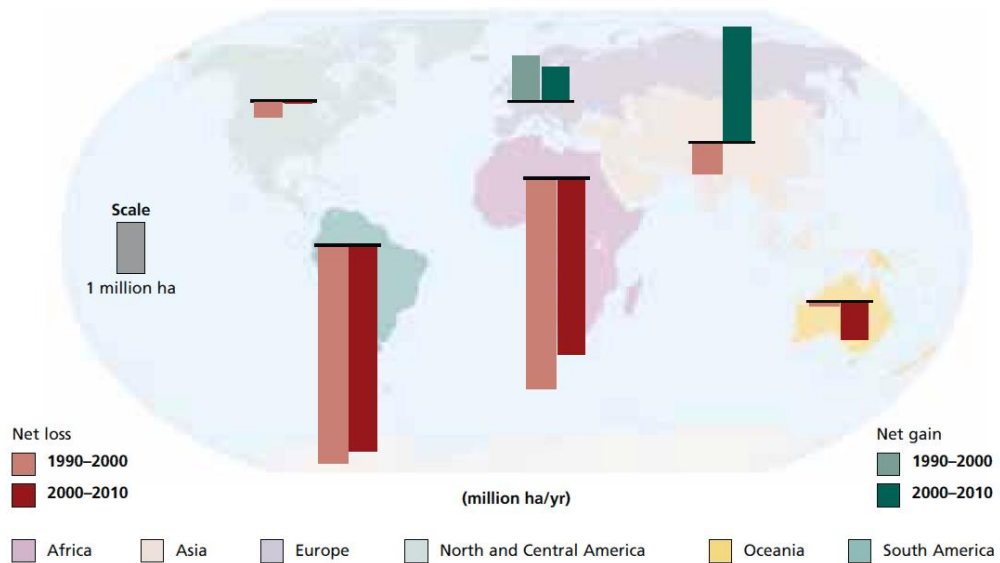 Scale
1 million ha
Net loss
1990–2000
2000–2010
(million ha/yr)
Net gain
1990–2000
2000–2010
Africa
Asia
Europe
North and Central America
Oceania
South America